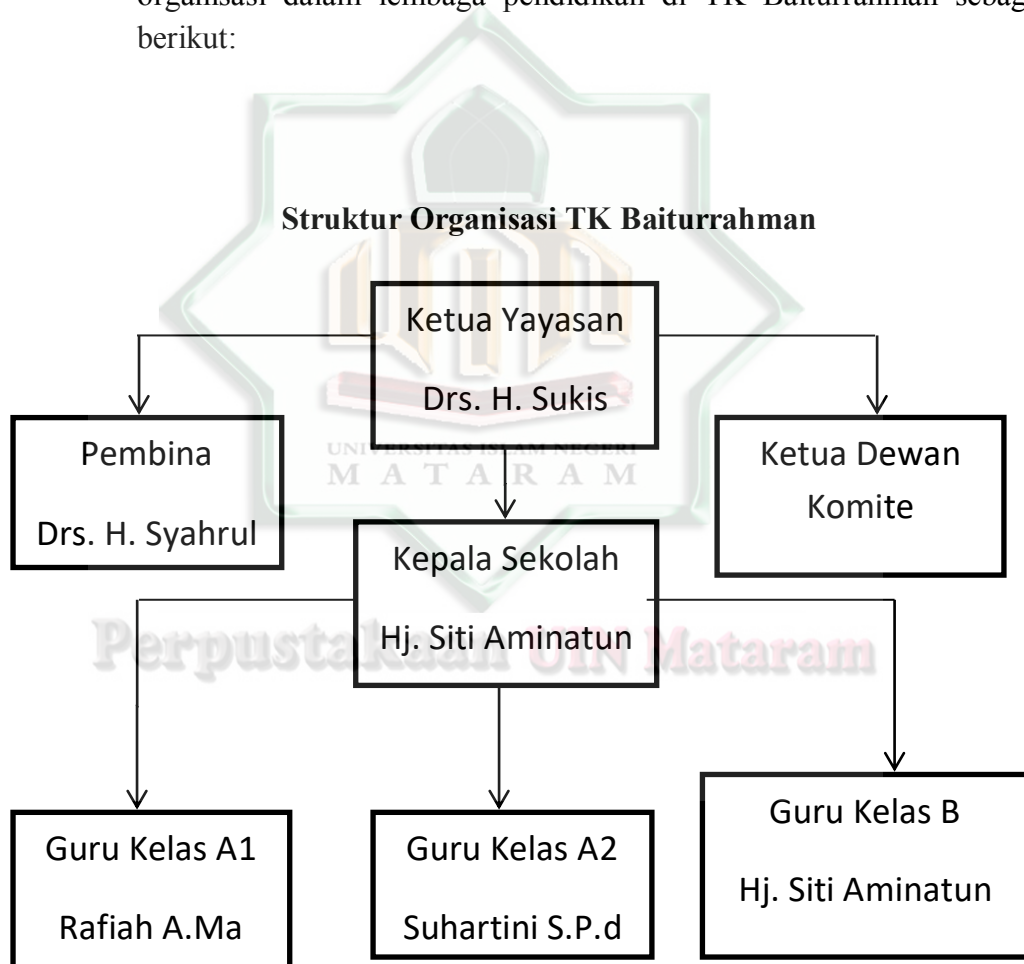 organisasi dalam lembaga pendidikan di TK Baiturrahman sebag
berikut:
Struktur Organisasi TK Baiturrahman
Ketua Yayasan
Drs. H. Sukis
Pembina
Drs. H. Syahrul
Ketua Dewan
Komite
UNIVERSITAS ISLAM NEGERI
MATARAM
Kepala Sekolah
Hj. Siti Aminatun
Perpustakaan UIN Mataram
Guru Kelas A1
Rafiah A.Ma
Guru Kelas A2
Suhartini S.P.d
Guru Kelas B
Hj. Siti Aminatun